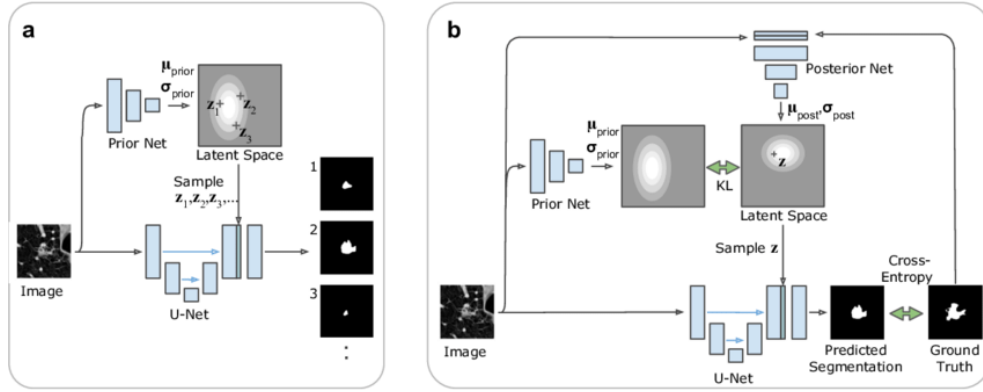 a
μprior
σprior
z1
z2
z3
Prior Net
Latent Space
Sample
z1,z2,z3,...
Image
U-Net
1
2
3
⋮
b
Posterior Net
μpost,σpost
μprior
σprior
z
KL
Prior Net
Latent Space
Sample z
Cross-
Entropy
Image
U-Net
Predicted
Segmentation
Ground
Truth